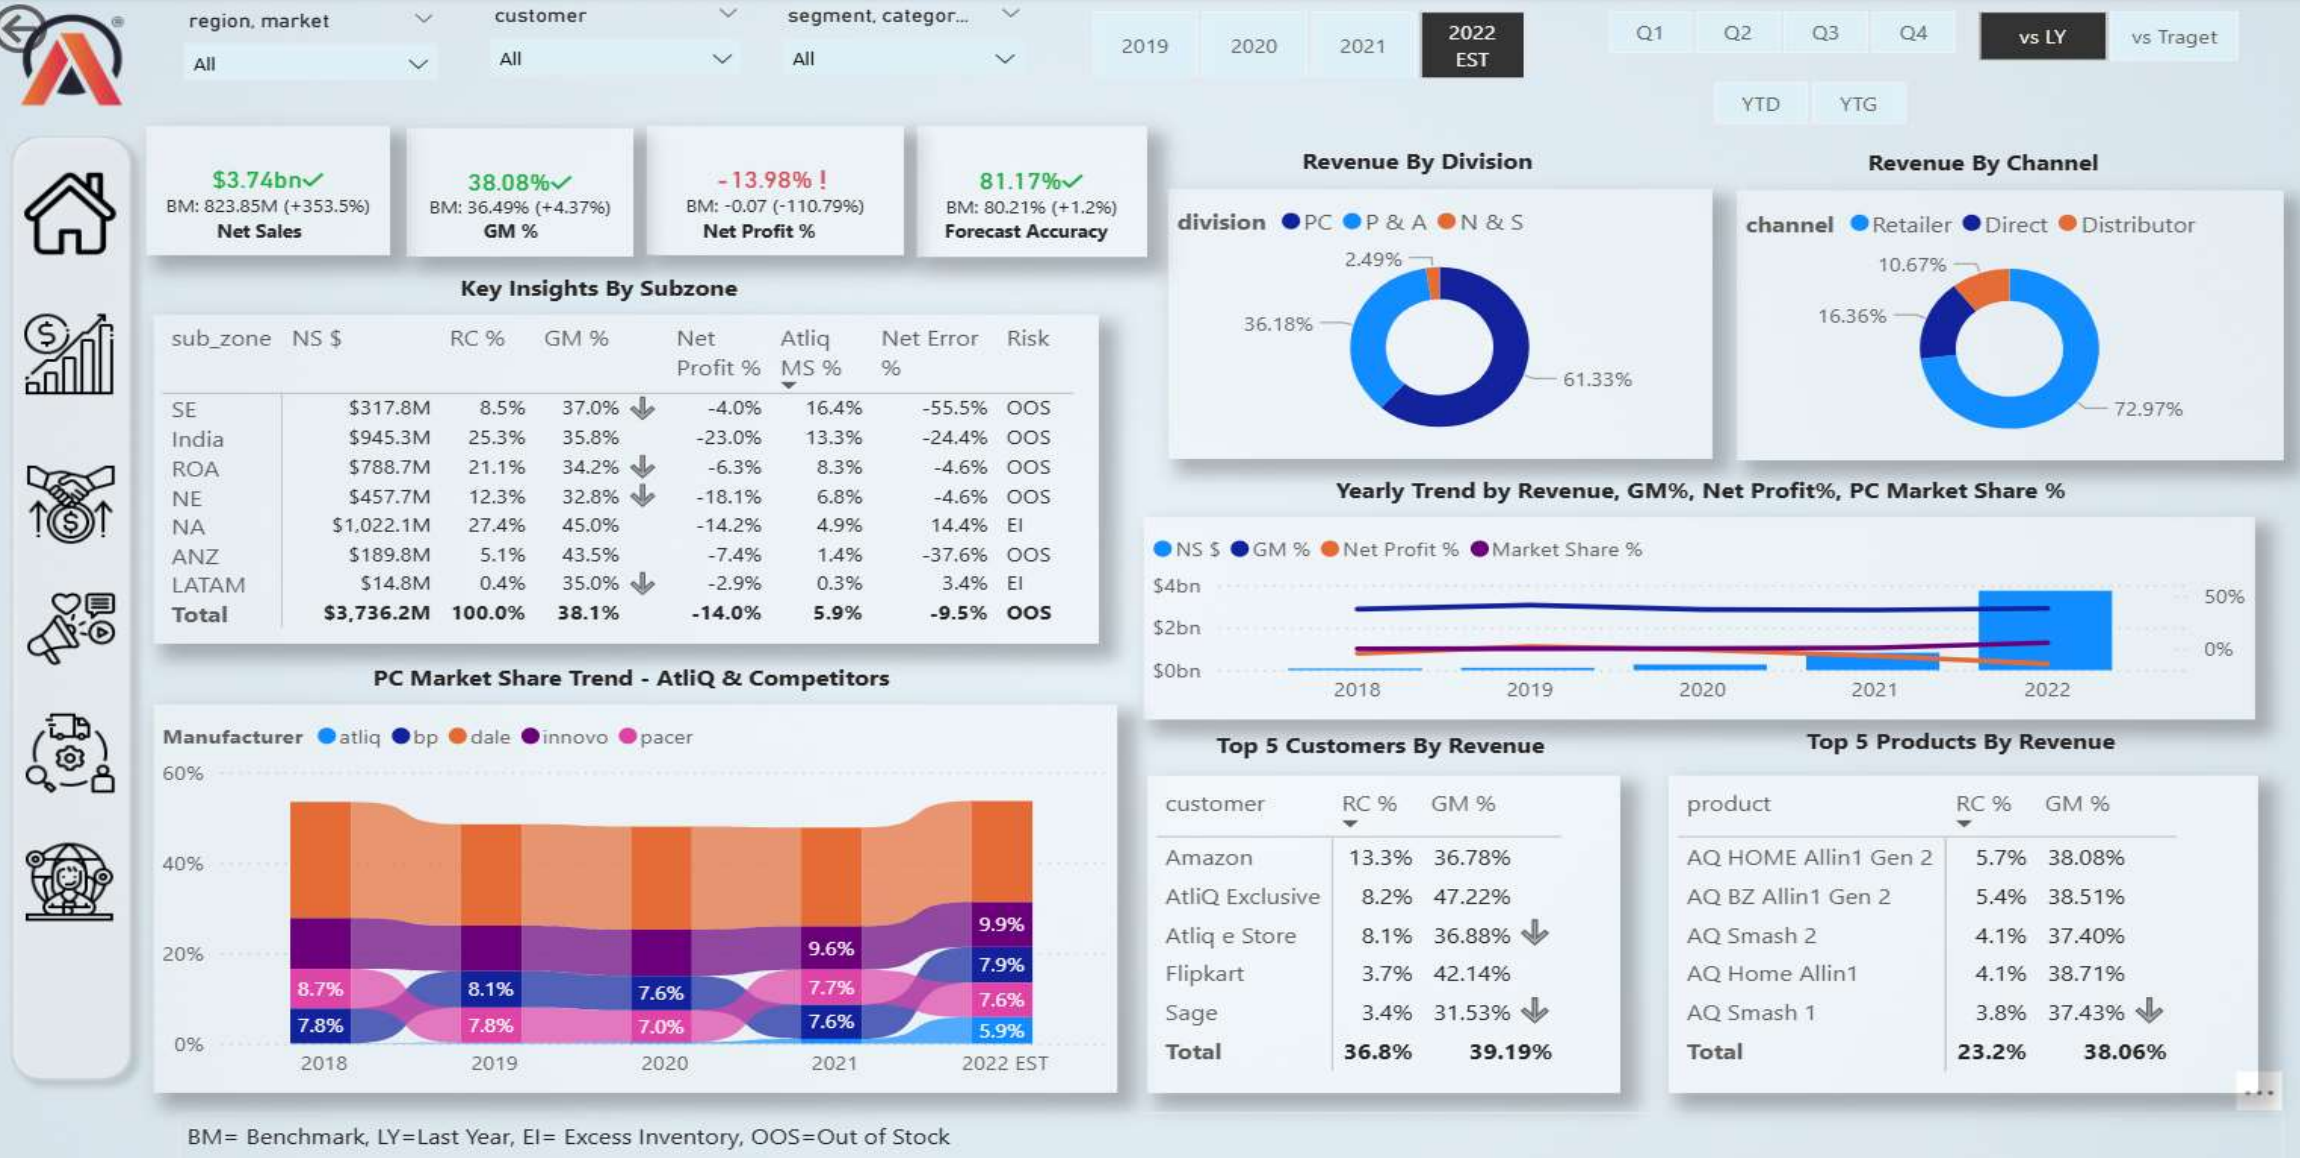 region, market
customer
segment, categor...
All
All
All
2019
2020
2021
2022
EST
Q1
Q2
Q3
Q4
vs LY
vs Traget
YTD
YTG
$3.74bn
BM: 823.85M (+353.5%)
Net Sales
38.08%
BM: 36.49% (+4.37%)
GM %
-13.98% !
BM: -0.07 (-110.79%)
Net Profit %
81.17%
BM: 80.21% (+1.2%)
Forecast Accuracy
Key Insights By Subzone
sub_zone NS $ RC % GM % Net Profit % Atliq MS % Net Error % Risk
SE $317.8M 8.5% 37.0% -4.0% 16.4% -55.5% OOS
India $945.3M 25.3% 35.8% -23.0% 13.3% -24.4% OOS
ROA $788.7M 21.1% 34.2% -6.3% 8.3% -4.6% OOS
NE $457.7M 12.3% 32.8% -18.1% 6.8% -4.6% OOS
NA $1,022.1M 27.4% 45.0% -14.2% 4.9% 14.4% EI
ANZ $189.8M 5.1% 43.5% -7.4% 1.4% -37.6% OOS
LATAM $14.8M 0.4% 35.0% -2.9% 0.3% 3.4% EI
Total $3,736.2M 100.0% 38.1% -14.0% 5.9% -9.5% OOS
Revenue By Division
division PC P & A N & S
2.49%
36.18%
61.33%
Revenue By Channel
channel Retailer Direct Distributor
10.67%
16.36%
72.97%
Yearly Trend by Revenue, GM%, Net Profit%, PC Market Share %
NS $ GM % Net Profit % Market Share %
$4bn
$2bn
$0bn
50%
0%
2018 2019 2020 2021 2022
PC Market Share Trend - AtliQ & Competitors
Manufacturer atliq bp dale innovo pacer
60%
40%
20%
0%
8.7%
7.8%
8.1%
7.8%
7.6%
7.0%
9.6%
7.7%
7.6%
9.9%
7.9%
7.6%
5.9%
2018 2019 2020 2021 2022 EST
Top 5 Customers By Revenue
customer RC % GM %
Amazon 13.3% 36.78%
AtliQ Exclusive 8.2% 47.22%
Atliq e Store 8.1% 36.88%
Flipkart 3.7% 42.14%
Sage 3.4% 31.53%
Total 36.8% 39.19%
Top 5 Products By Revenue
product RC % GM %
AQ HOME Allin1 Gen 2 5.7% 38.08%
AQ BZ Allin1 Gen 2 5.4% 38.51%
AQ Smash 2 4.1% 37.40%
AQ Home Allin1 4.1% 38.71%
AQ Smash 1 3.8% 37.43%
Total 23.2% 38.06%
BM= Benchmark, LY=Last Year, EI= Excess Inventory, OOS=Out of Stock